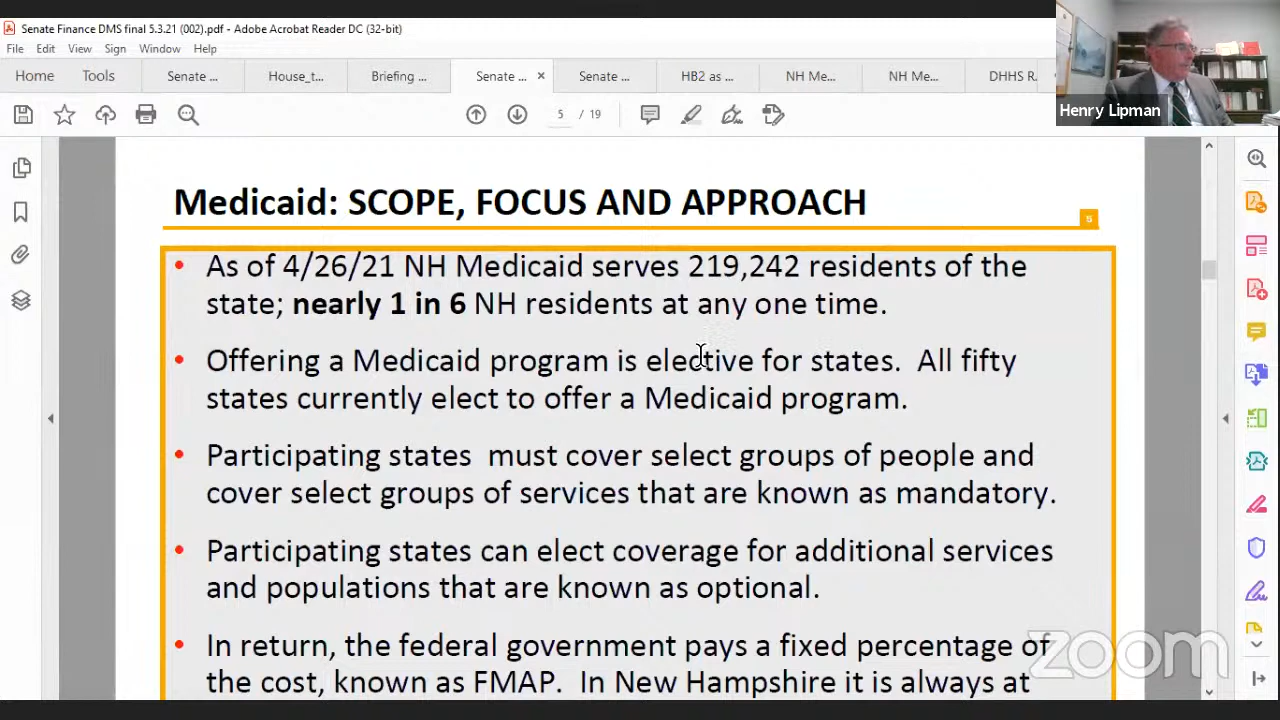 Senate Finance DMS final 5.3.21 (002).pdf - Adobe Acrobat Reader DC (32-bit)
File Edit View Sign Window Help
Home Tools Senate ... House_t... Briefing ... Senate ... × Senate ... HB2 as ... NH Me... NH Me... DHHS R.
Henry Lipman
5 / 19
Medicaid: SCOPE, FOCUS AND APPROACH
5
• As of 4/26/21 NH Medicaid serves 219,242 residents of the
state; nearly 1 in 6 NH residents at any one time.
• Offering a Medicaid program is elective for states. All fifty
states currently elect to offer a Medicaid program.
• Participating states must cover select groups of people and
cover select groups of services that are known as mandatory.
• Participating states can elect coverage for additional services
and populations that are known as optional.
• In return, the federal government pays a fixed percentage of
the cost, known as FMAP. In New Hampshire it is always at
zoom